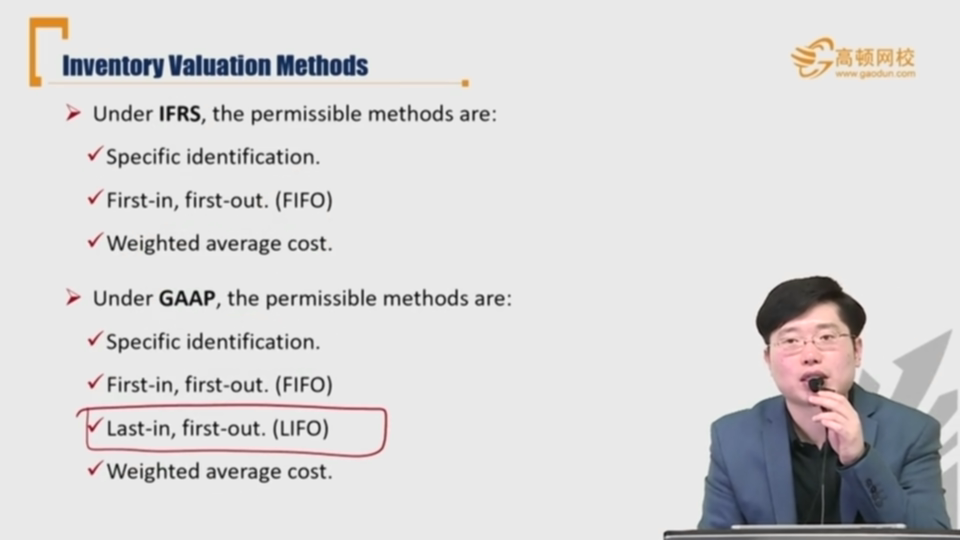 Inventory Valuation Methods
高顿网校
www.gaodun.com
Under IFRS, the permissible methods are:
Specific identification.
First-in, first-out. (FIFO)
Weighted average cost.
Under GAAP, the permissible methods are:
Specific identification.
First-in, first-out. (FIFO)
Last-in, first-out. (LIFO)
Weighted average cost.